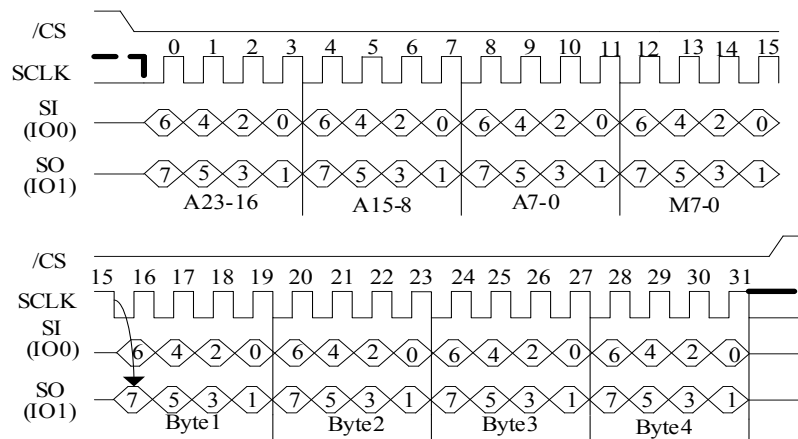 /CS
0 1 2 3 4 5 6 7 8 9 10 11 12 13 14 15
SCLK
SI
(IO0)
6 4 2 0 6 4 2 0 6 4 2 0 6 4 2 0
SO
(IO1)
7 5 3 1 7 5 3 1 7 5 3 1 7 5 3 1
A23-16 A15-8 A7-0 M7-0
/CS
15 16 17 18 19 20 21 22 23 24 25 26 27 28 29 30 31
SCLK
SI
(IO0)
6 4 2 0 6 4 2 0 6 4 2 0 6 4 2 0
SO
(IO1)
7 5 3 1 7 5 3 1 7 5 3 1 7 5 3 1
Byte1 Byte2 Byte3 Byte4